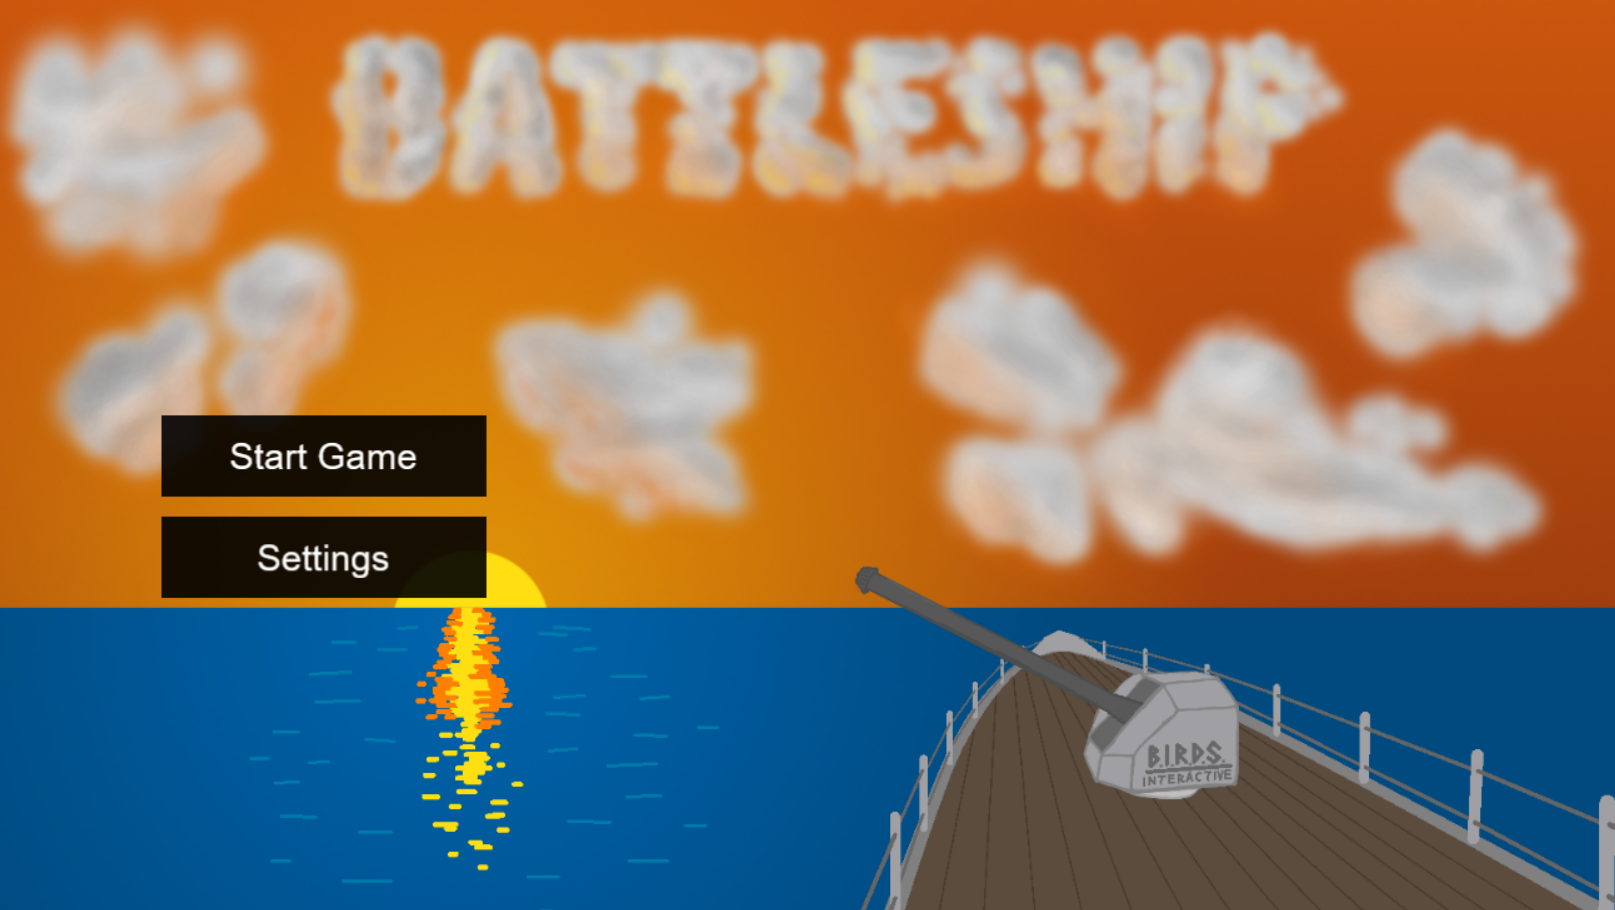 BATTLESHIP
Start Game
Settings
B.I.R.D.S.
INTERACTIVE